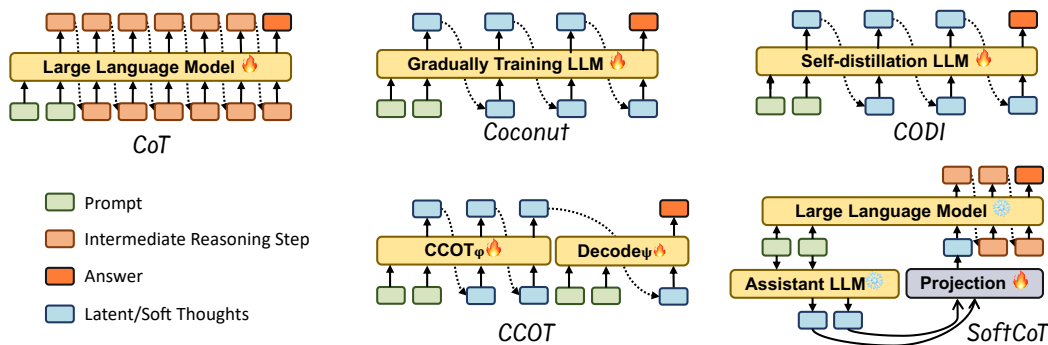 Large Language Model
CoT
Gradually Training LLM
Coconut
Self-distillation LLM
CODI
Prompt
Intermediate Reasoning Step
Answer
Latent/Soft Thoughts
CCOTφ
Decodeψ
CCOT
Large Language Model
Assistant LLM
Projection
SoftCoT